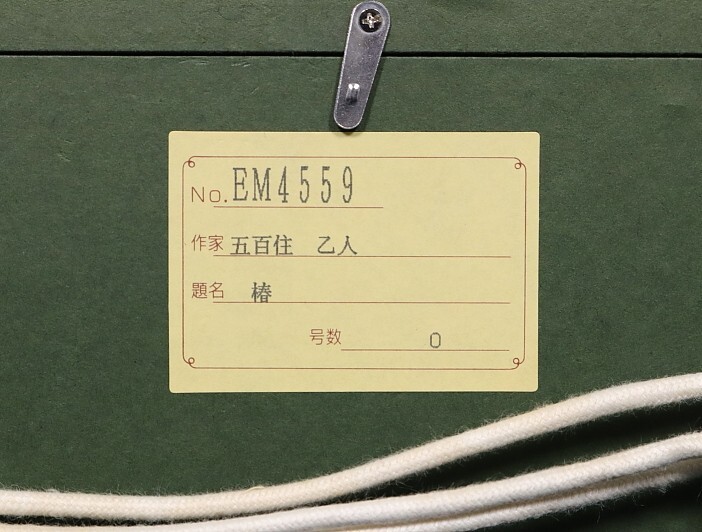 No. EM4559
作家 五百住 乙人
題名 椿
号数 0